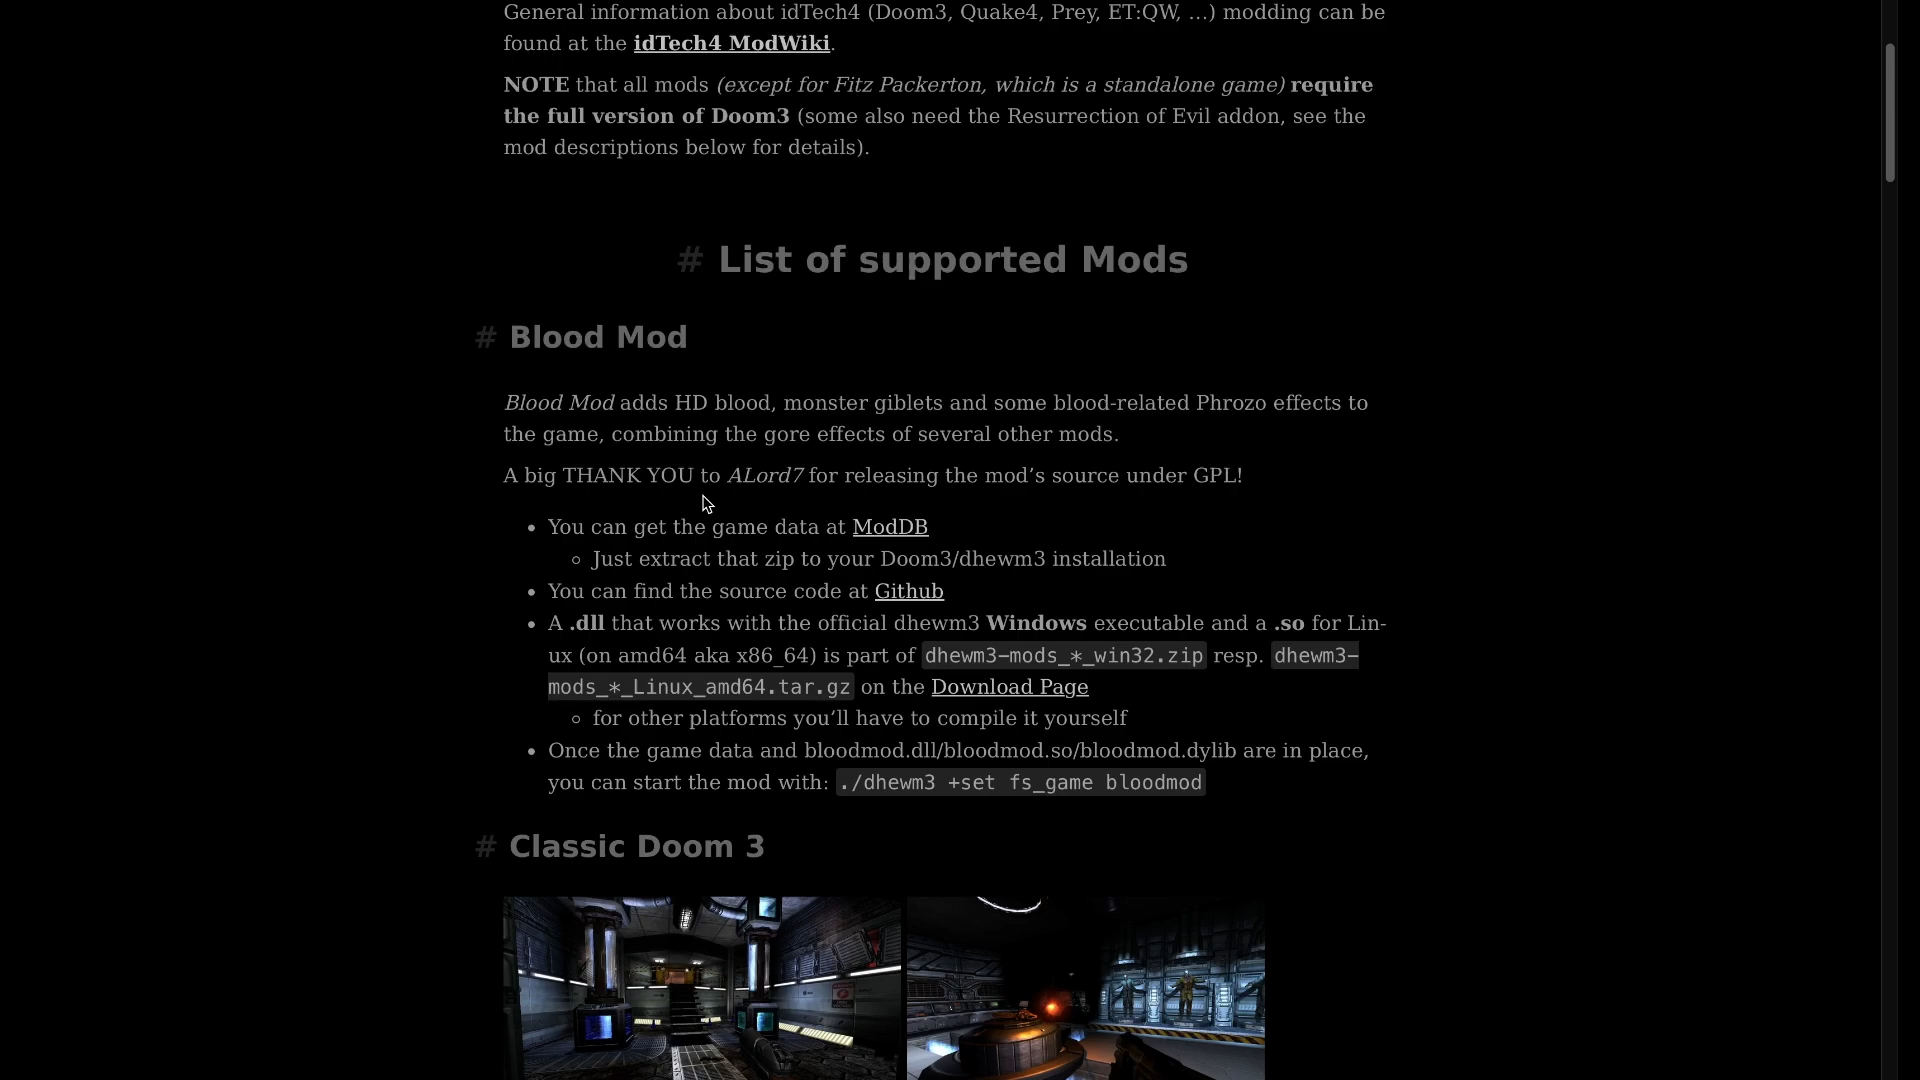 General information about idTech4 (Doom3, Quake4, Prey, ET:QW, …) modding can be
found at the idTech4 ModWiki.
NOTE that all mods (except for Fitz Packerton, which is a standalone game) require
the full version of Doom3 (some also need the Resurrection of Evil addon, see the
mod descriptions below for details).
# List of supported Mods
# Blood Mod
Blood Mod adds HD blood, monster giblets and some blood-related Phrozo effects to
the game, combining the gore effects of several other mods.
A big THANK YOU to ALord7 for releasing the mod’s source under GPL!
• You can get the game data at ModDB
◦ Just extract that zip to your Doom3/dhewm3 installation
• You can find the source code at Github
• A .dll that works with the official dhewm3 Windows executable and a .so for Lin-
ux (on amd64 aka x86_64) is part of dhewm3-mods_*_win32.zip resp. dhewm3-
mods_*_Linux_amd64.tar.gz on the Download Page
◦ for other platforms you’ll have to compile it yourself
• Once the game data and bloodmod.dll/bloodmod.so/bloodmod.dylib are in place,
you can start the mod with: ./dhewm3 +set fs_game bloodmod
# Classic Doom 3